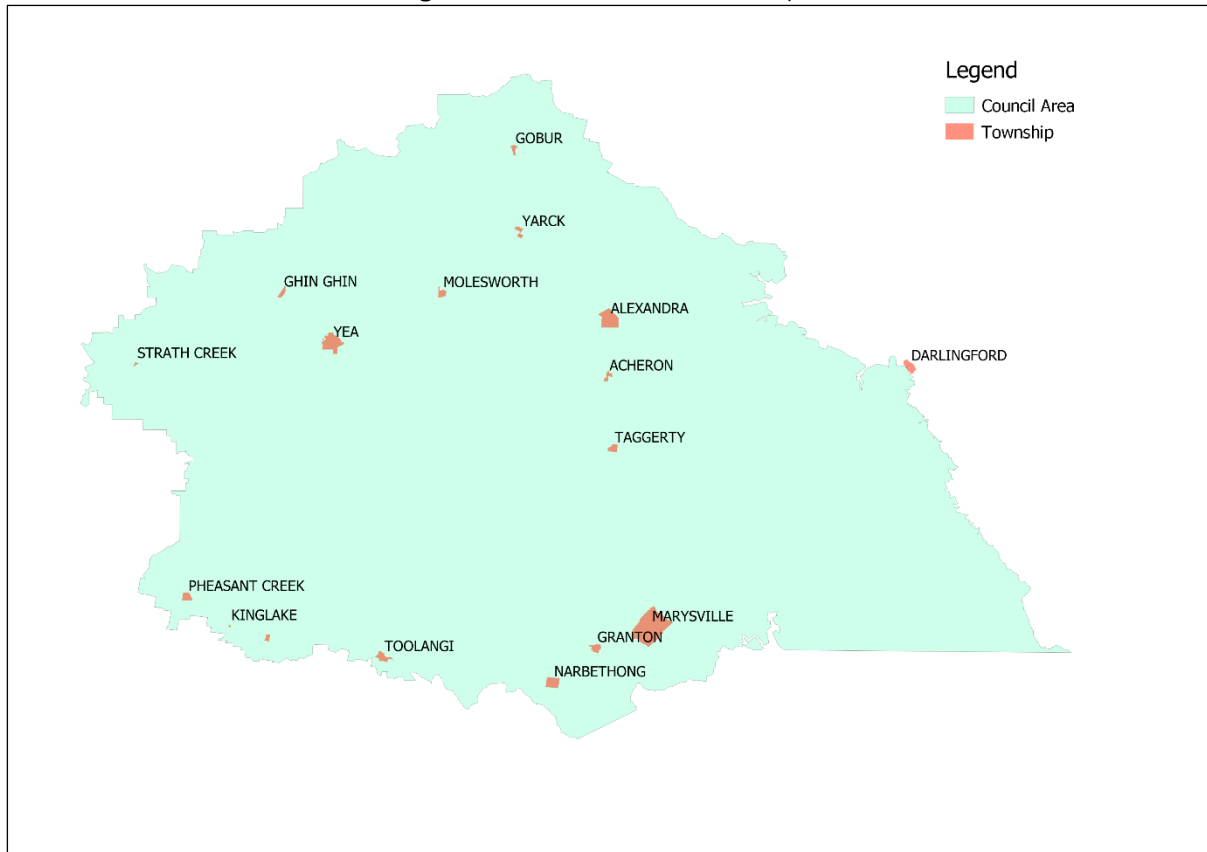 Legend
Council Area
Township
GOBUR
YARCK
GHIN GHIN
MOLESWORTH
ALEXANDRA
YEA
STRATH CREEK
DARLINGFORD
ACHERON
TAGGERTY
PHEASANT CREEK
KINGLAKE
MARYSVILLE
GRANTON
TOOLANGI
NARBETHONG